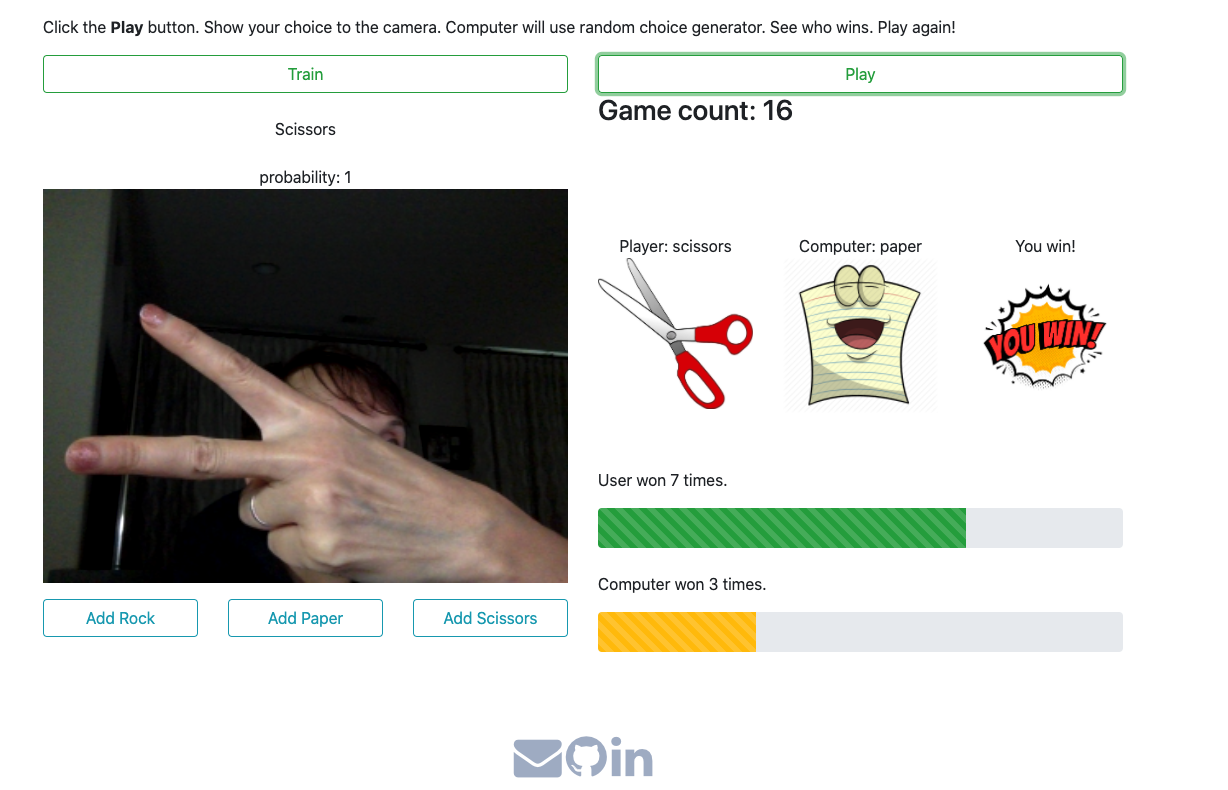 Click the Play button. Show your choice to the camera. Computer will use random choice generator. See who wins. Play again!
Train
Play
Game count: 16
Scissors
probability: 1
Player: scissors
Computer: paper
You win!
YOU WIN!
User won 7 times.
Computer won 3 times.
Add Rock
Add Paper
Add Scissors
in